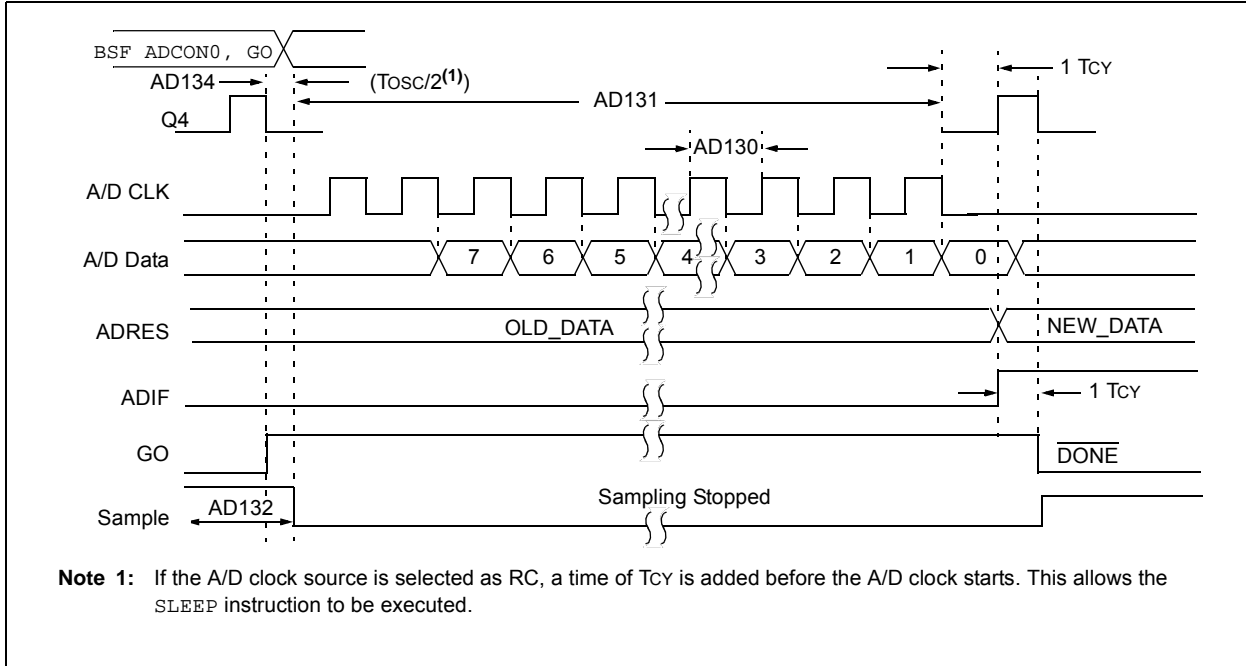 BSF ADCON0, GO
1 TCY
AD134
(TOSC/2(1))
AD131
Q4
AD130
A/D CLK
A/D Data
7 6 5 4 3 2 1 0
ADRES
OLD_DATA
NEW_DATA
ADIF
1 TCY
GO
DONE
Sample
AD132
Sampling Stopped
Note 1: If the A/D clock source is selected as RC, a time of TCY is added before the A/D clock starts. This allows the
SLEEP instruction to be executed.